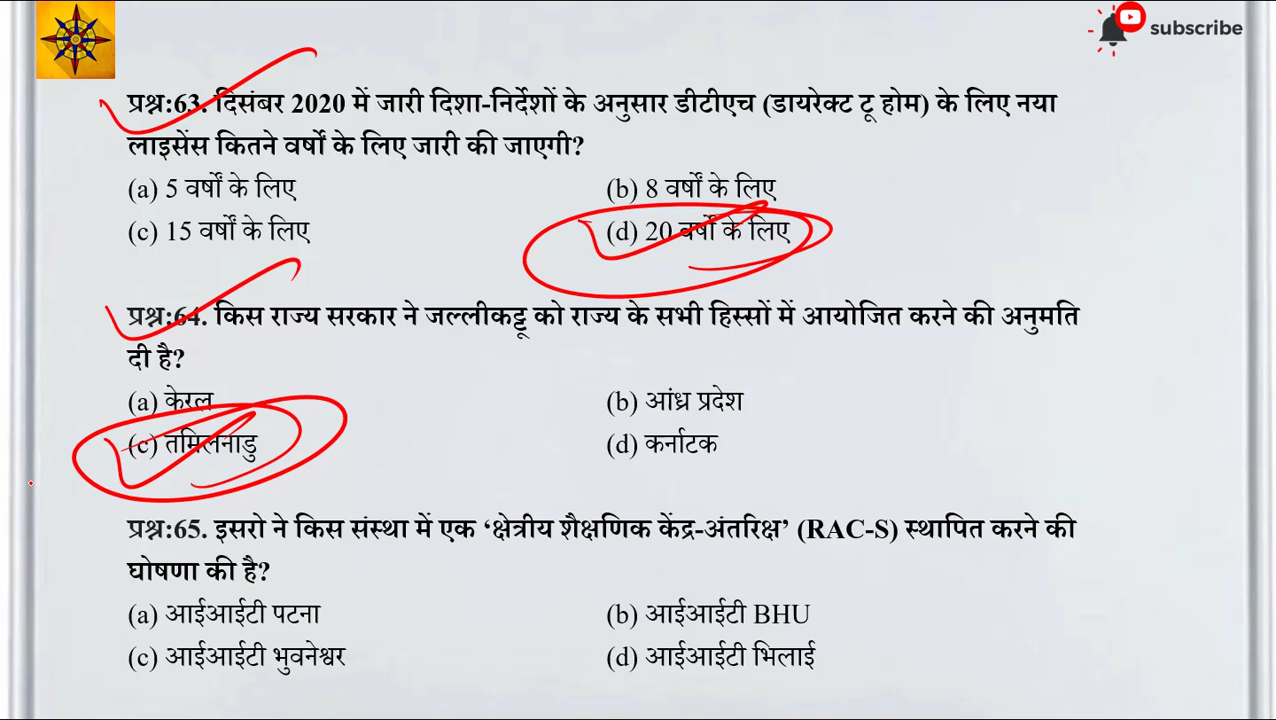 subscribe
प्रश्न:63. दिसंबर 2020 में जारी दिशा-निर्देशों के अनुसार डीटीएच (डायरेक्ट टू होम) के लिए नया
लाइसेंस कितने वर्षों के लिए जारी की जाएगी?
(a) 5 वर्षों के लिए (b) 8 वर्षों के लिए
(c) 15 वर्षों के लिए (d) 20 वर्षों के लिए
प्रश्न:64. किस राज्य सरकार ने जल्लीकट्टू को राज्य के सभी हिस्सों में आयोजित करने की अनुमति
दी है?
(a) केरल (b) आंध्र प्रदेश
(c) तमिलनाडु (d) कर्नाटक
प्रश्न:65. इसरो ने किस संस्था में एक ‘क्षेत्रीय शैक्षणिक केंद्र-अंतरिक्ष’ (RAC-S) स्थापित करने की
घोषणा की है?
(a) आईआईटी पटना (b) आईआईटी BHU
(c) आईआईटी भुवनेश्वर (d) आईआईटी भिलाई